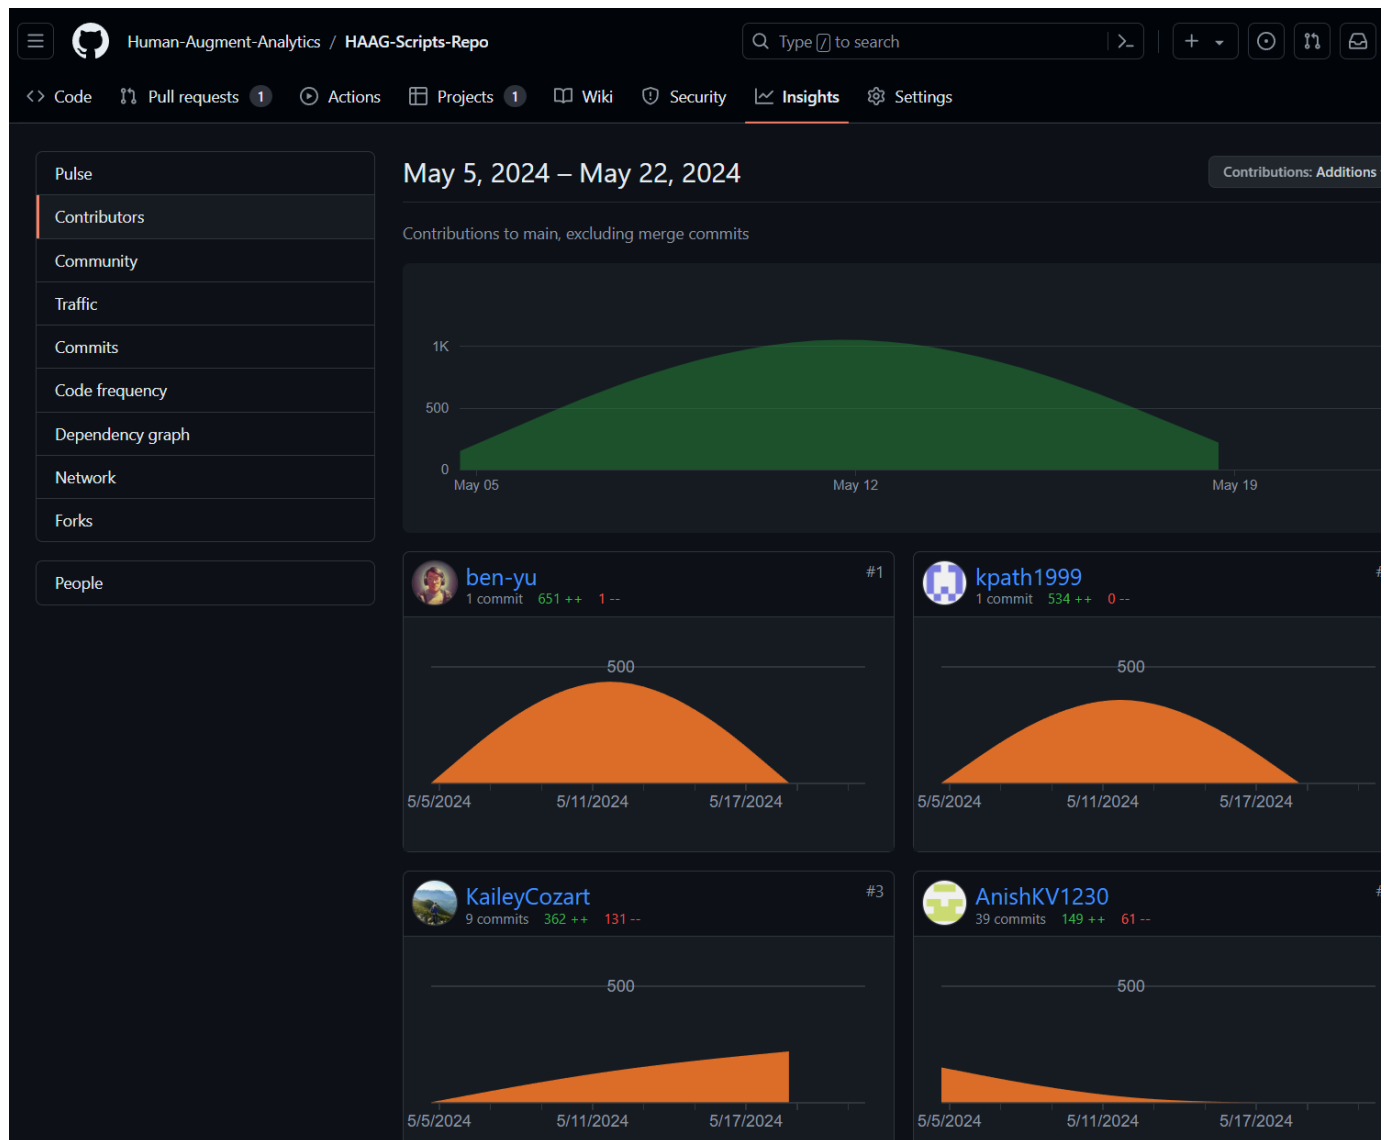 Human-Augment-Analytics / HAAG-Scripts-Repo
Type / to search
Code
Pull requests 1
Actions
Projects 1
Wiki
Security
Insights
Settings
Pulse
Contributors
Community
Traffic
Commits
Code frequency
Dependency graph
Network
Forks
People
May 5, 2024 – May 22, 2024
Contributions: Additions
Contributions to main, excluding merge commits
1K
500
0
May 05
May 12
May 19
ben-yu
#1
1 commit 651 ++ 1 --
500
5/5/2024 5/11/2024 5/17/2024
kpath1999
#
1 commit 534 ++ 0 --
500
5/5/2024 5/11/2024 5/17/2024
KaileyCozart
#3
9 commits 362 ++ 131 --
500
5/5/2024 5/11/2024 5/17/2024
AnishKV1230
#
39 commits 149 ++ 61 --
500
5/5/2024 5/11/2024 5/17/2024